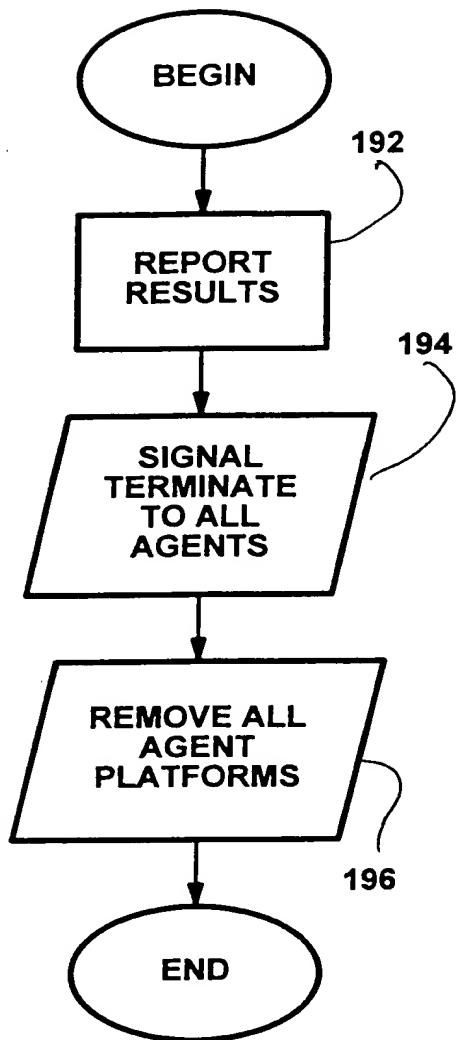 BEGIN
192
REPORT
RESULTS
194
SIGNAL
TERMINATE
TO ALL
AGENTS
REMOVE ALL
AGENT
PLATFORMS
196
END